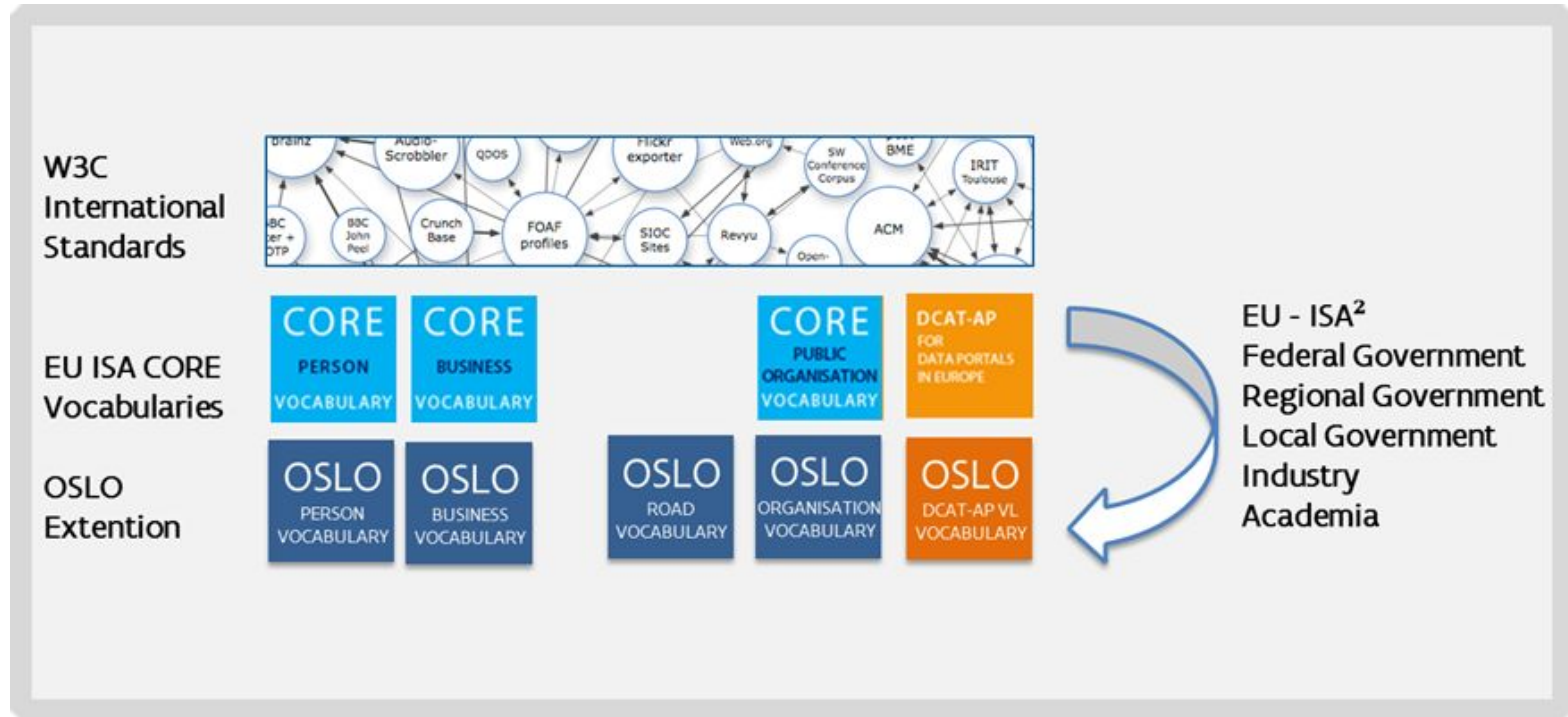 W3C
International
Standards
brainz
Audio-
Scrobbler
QDOS
Flickr
exporter
Web.org
SW
Conference
Corpus
BME
IRIT
Toulouse
BBC
John
Peel
Crunch
Base
FOAF
profiles
SIOC
Sites
Revyu
Open-
ACM
EU ISA CORE
Vocabularies
CORE
PERSON
VOCABULARY
CORE
BUSINESS
VOCABULARY
CORE
PUBLIC
ORGANISATION
VOCABULARY
DCAT-AP
FOR
DATA PORTALS
IN EUROPE
OSLO
Extention
OSLO
PERSON
VOCABULARY
OSLO
BUSINESS
VOCABULARY
OSLO
ROAD
VOCABULARY
OSLO
ORGANISATION
VOCABULARY
OSLO
DCAT-AP VL
VOCABULARY
EU - ISA²
Federal Government
Regional Government
Local Government
Industry
Academia